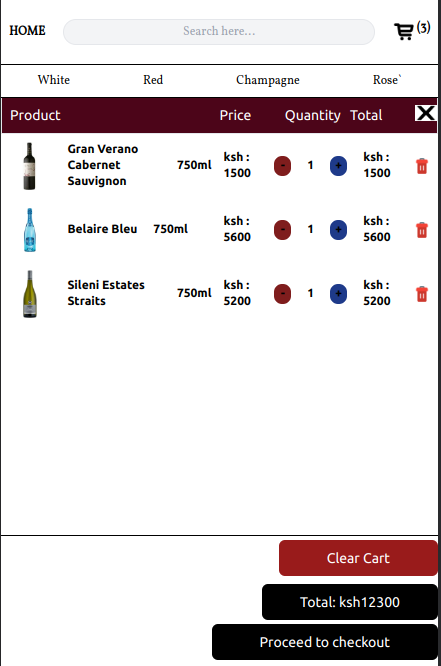 HOME Search here... (3)
White Red Champagne Rose`
Product Price Quantity Total X
Gran Verano
Cabernet
Sauvignon 750ml ksh :
1500 - 1 + ksh :
1500
Belaire Bleu 750ml ksh :
5600 - 1 + ksh :
5600
Sileni Estates
Straits 750ml ksh :
5200 - 1 + ksh :
5200
Clear Cart
Total: ksh12300
Proceed to checkout